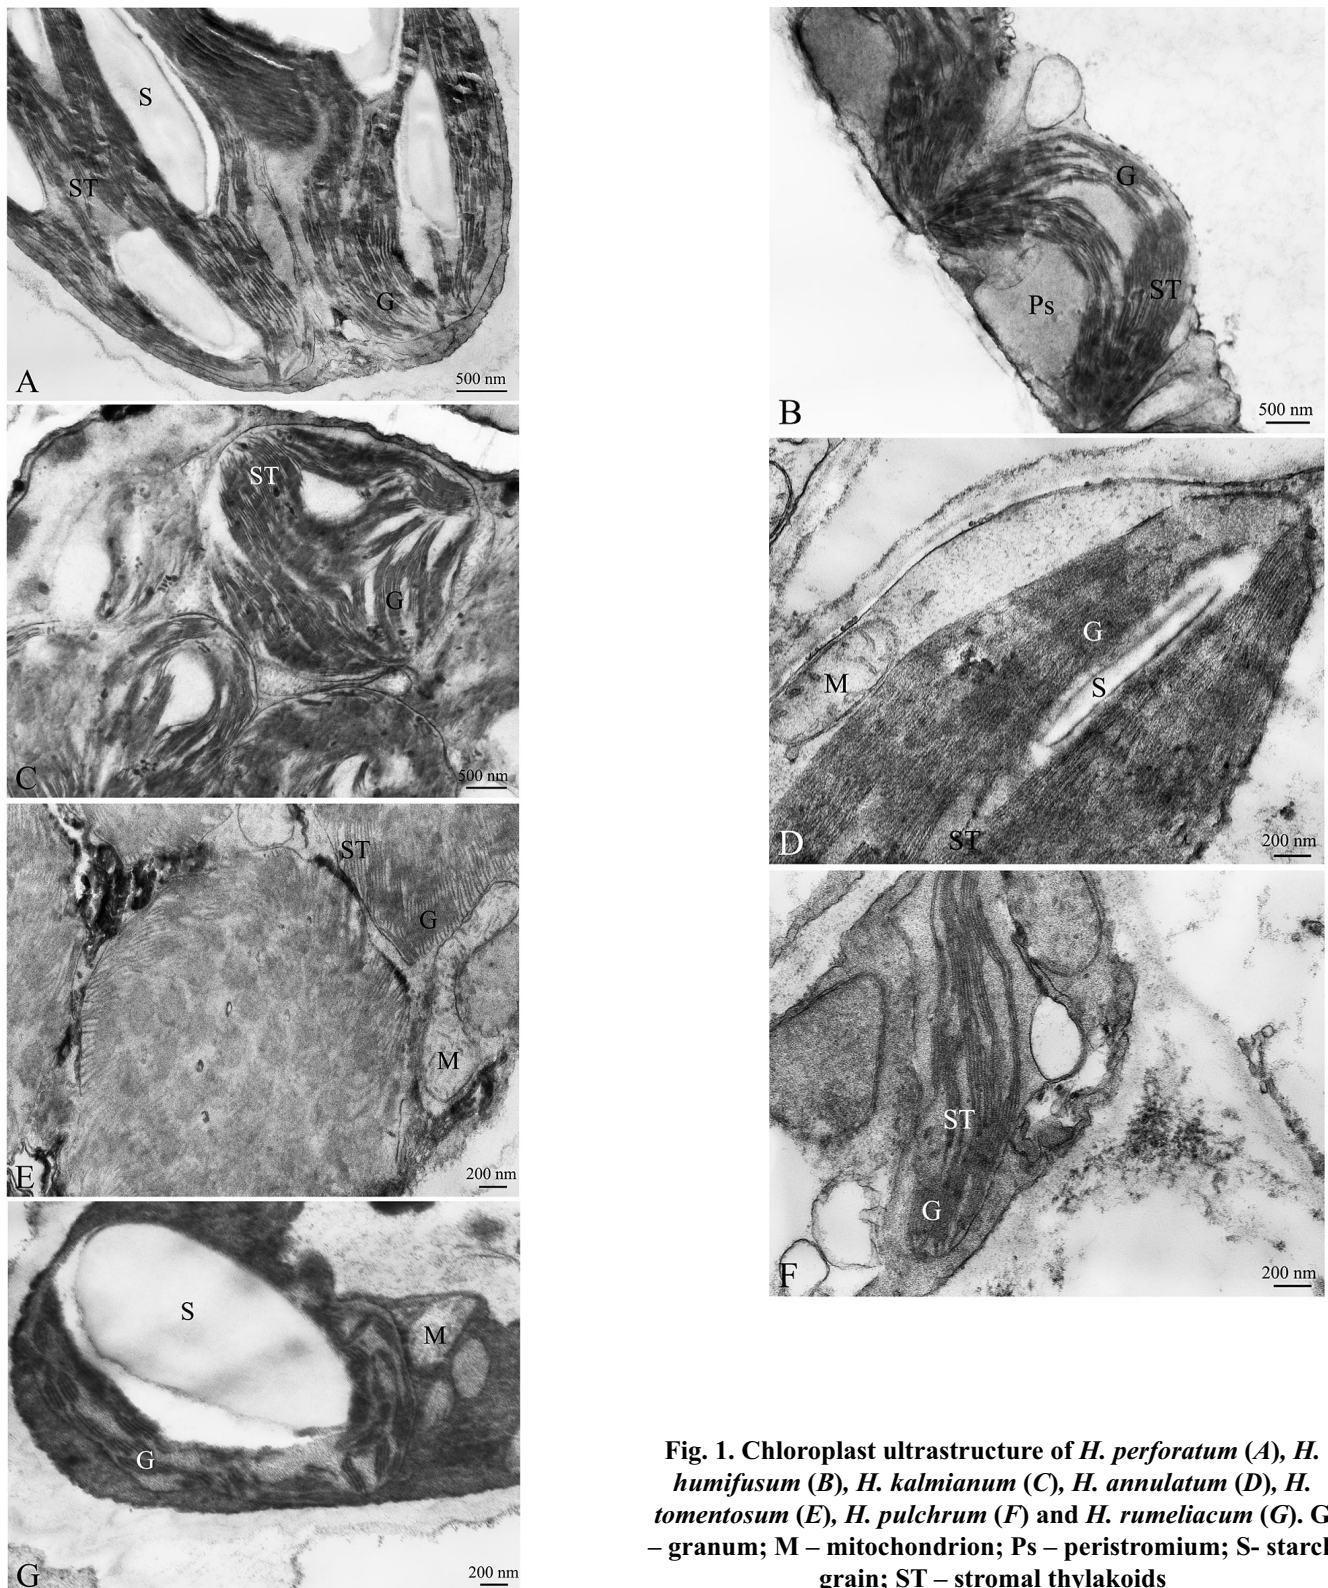 S
ST
G
A
500 nm
G
ST
Ps
B
500 nm
ST
G
C
500 nm
G
M
S
ST
D
200 nm
ST
G
M
E
200 nm
ST
G
F
200 nm
S
M
G
G
200 nm
Fig. 1. Chloroplast ultrastructure of H. perforatum (A), H.
humifusum (B), H. kalmianum (C), H. annulatum (D), H.
tomentosum (E), H. pulchrum (F) and H. rumeliacum (G). G
– granum; M – mitochondrion; Ps – peristromium; S- starch
grain; ST – stromal thylakoids